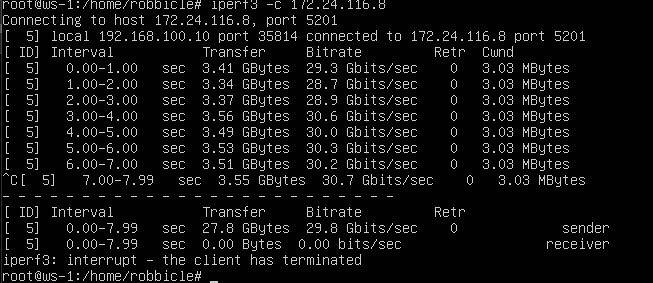 root@ws-1:/home/robbicle# iperf3 -c 172.24.116.8
Connecting to host 172.24.116.8, port 5201
[  5] local 192.168.100.10 port 35814 connected to 172.24.116.8 port 5201
[ ID] Interval           Transfer     Bitrate         Retr  Cwnd
[  5]   0.00-1.00   sec  3.41 GBytes  29.3 Gbits/sec    0   3.03 MBytes
[  5]   1.00-2.00   sec  3.34 GBytes  28.7 Gbits/sec    0   3.03 MBytes
[  5]   2.00-3.00   sec  3.37 GBytes  28.9 Gbits/sec    0   3.03 MBytes
[  5]   3.00-4.00   sec  3.56 GBytes  30.6 Gbits/sec    0   3.03 MBytes
[  5]   4.00-5.00   sec  3.49 GBytes  30.0 Gbits/sec    0   3.03 MBytes
[  5]   5.00-6.00   sec  3.53 GBytes  30.3 Gbits/sec    0   3.03 MBytes
[  5]   6.00-7.00   sec  3.51 GBytes  30.2 Gbits/sec    0   3.03 MBytes
^C[  5]   7.00-7.99   sec  3.55 GBytes  30.7 Gbits/sec    0   3.03 MBytes
- - - - - - - - - - - - - - - - - - - - - - - - -
[ ID] Interval           Transfer     Bitrate         Retr
[  5]   0.00-7.99   sec  27.8 GBytes  29.8 Gbits/sec    0             sender
[  5]   0.00-7.99   sec  0.00 Bytes  0.00 bits/sec                  receiver
iperf3: interrupt - the client has terminated
root@ws-1:/home/robbicle# _